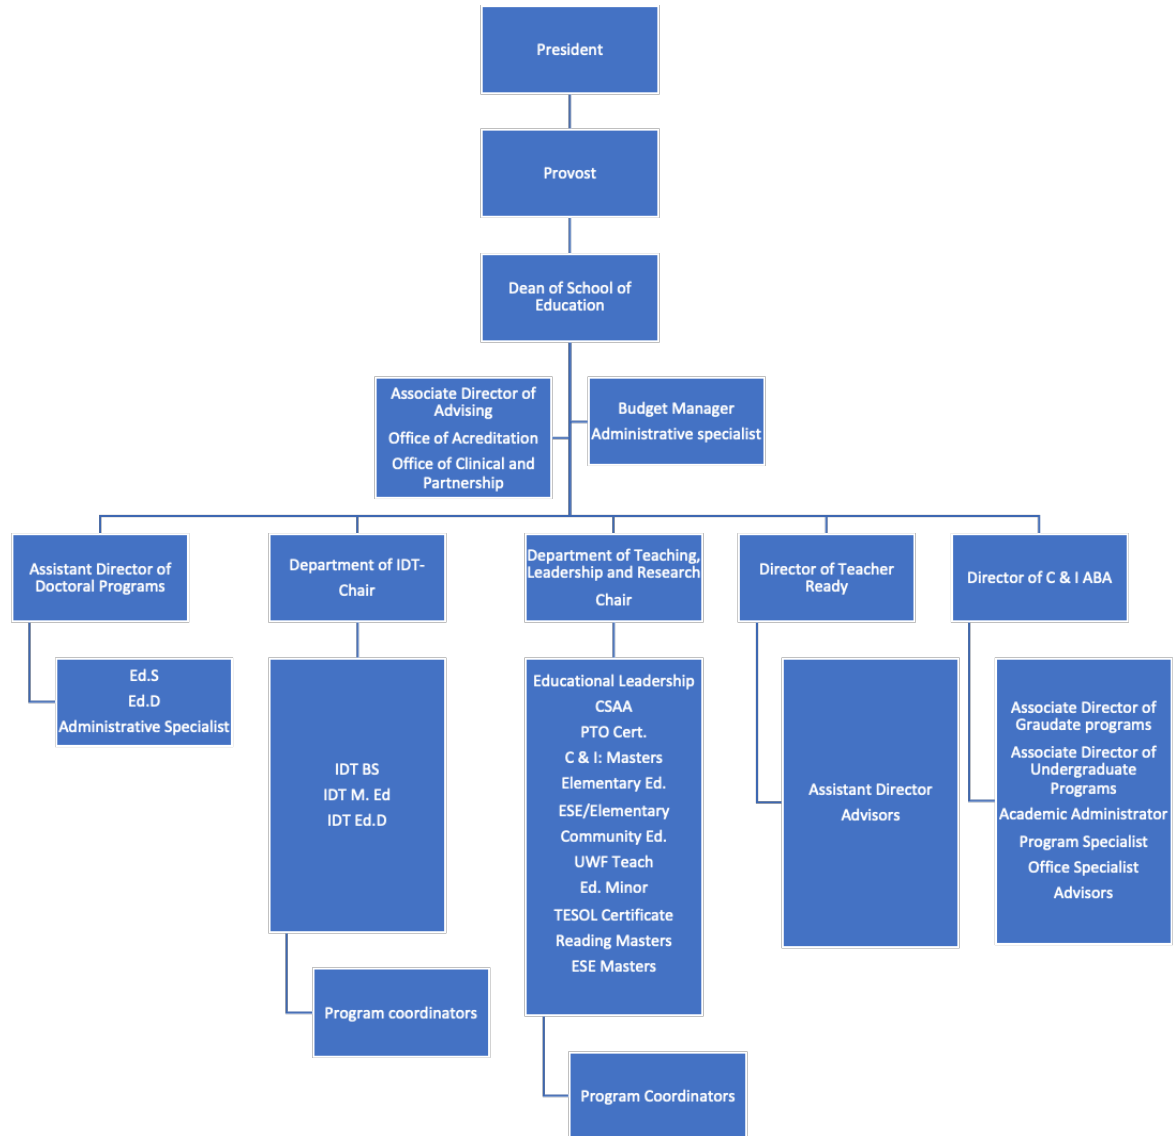 President
Provost
Dean of School of
Education
Associate Director of
Advising
Office of Acreditation
Office of Clinical and
Partnership
Budget Manager
Administrative specialist
Assistant Director of
Doctoral Programs
Department of IDT-
Chair
Department of Teaching,
Leadership and Research
Chair
Director of Teacher
Ready
Director of C & I ABA
Ed.S
Ed.D
Administrative Specialist
IDT BS
IDT M. Ed
IDT Ed.D
Educational Leadership
CSAA
PTO Cert.
C & I: Masters
Elementary Ed.
ESE/Elementary
Community Ed.
UWF Teach
Ed. Minor
TESOL Certificate
Reading Masters
ESE Masters
Assistant Director
Advisors
Associate Director of
Graudate programs
Associate Director of
Undergraduate
Programs
Academic Administrator
Program Specialist
Office Specialist
Advisors
Program coordinators
Program Coordinators